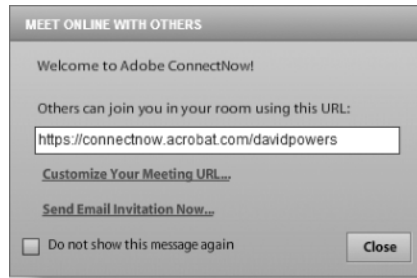 MEET ONLINE WITH OTHERS
Welcome to Adobe ConnectNow!
Others can join you in your room using this URL:
https://connectnow.acrobat.com/davidpowers
Customize Your Meeting URL...
Send Email Invitation Now...
Do not show this message again
Close